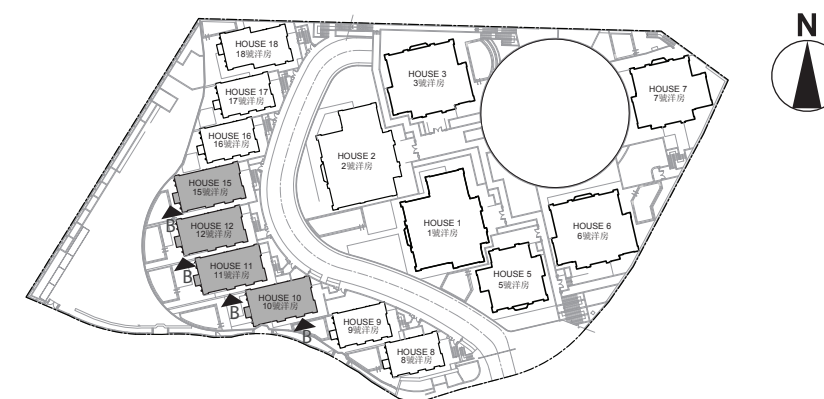 N
HOUSE 18
18號洋房
HOUSE 17
17號洋房
HOUSE 16
16號洋房
HOUSE 15
15號洋房
B
HOUSE 12
12號洋房
B
HOUSE 11
11號洋房
B
HOUSE 10
10號洋房
B
HOUSE 9
9號洋房
HOUSE 8
8號洋房
HOUSE 3
3號洋房
HOUSE 2
2號洋房
HOUSE 1
1號洋房
HOUSE 5
5號洋房
HOUSE 6
6號洋房
HOUSE 7
7號洋房